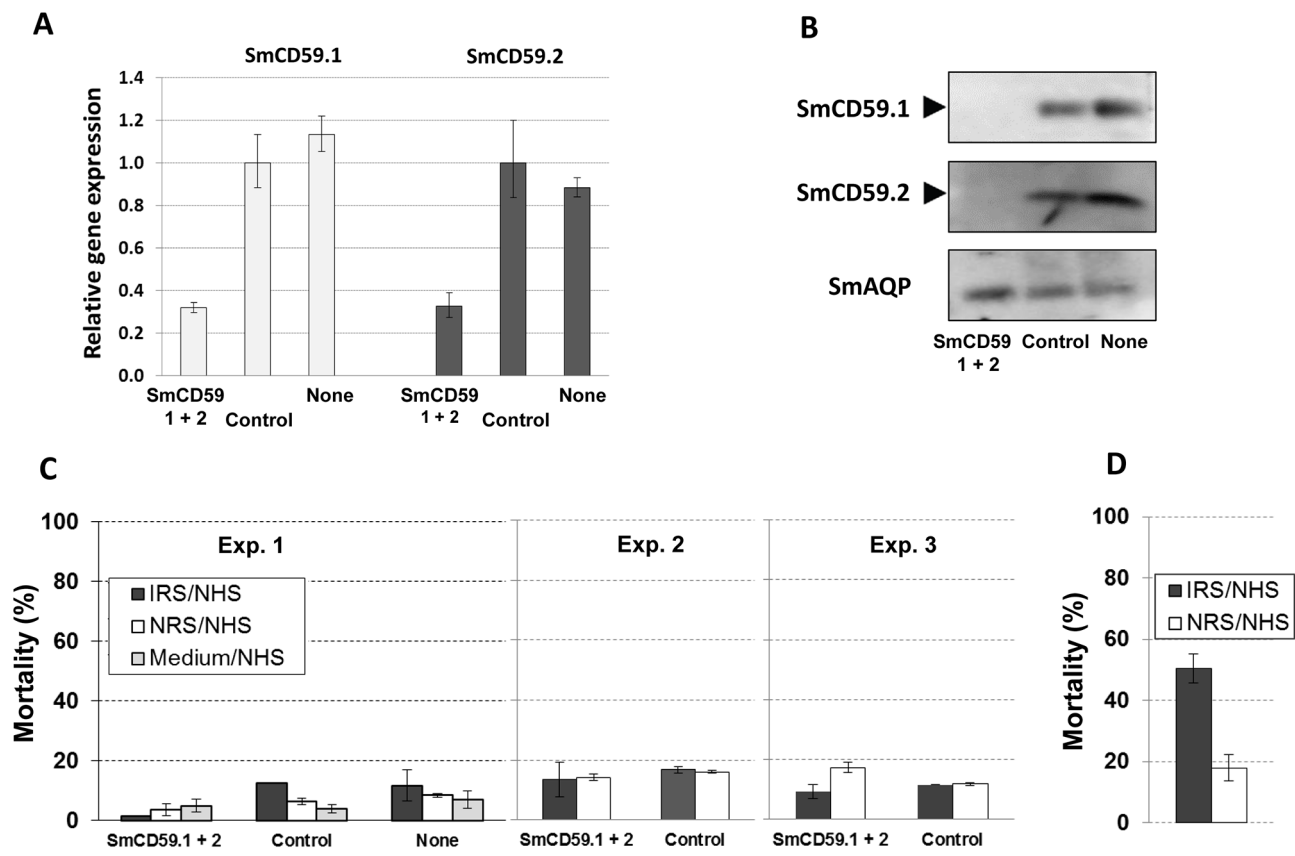 A
SmCD59.1
SmCD59.2
Relative gene expression
1.4
1.2
1.0
0.8
0.6
0.4
0.2
0.0
SmCD59
1 + 2
Control
None
SmCD59
1 + 2
Control
None
B
SmCD59.1
SmCD59.2
SmAQP
SmCD59
1 + 2
Control
None
C
Mortality (%)
100
80
60
40
20
0
Exp. 1
IRS/NHS
NRS/NHS
Medium/NHS
SmCD59.1 + 2
Control
None
Exp. 2
SmCD59.1 + 2
Control
Exp. 3
SmCD59.1 + 2
Control
D
Mortality (%)
100
80
60
40
20
0
IRS/NHS
NRS/NHS